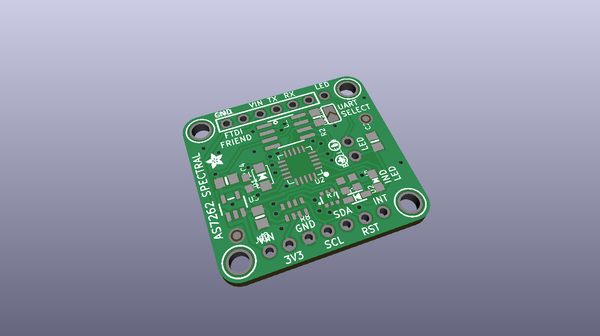 GND VIN TX RX LED
FTDI
FRIEND
UART
SELECT
LED
AS7262 SPECTRAL
IND
LED
VIN 3V3 GND SCL SDA RST INT